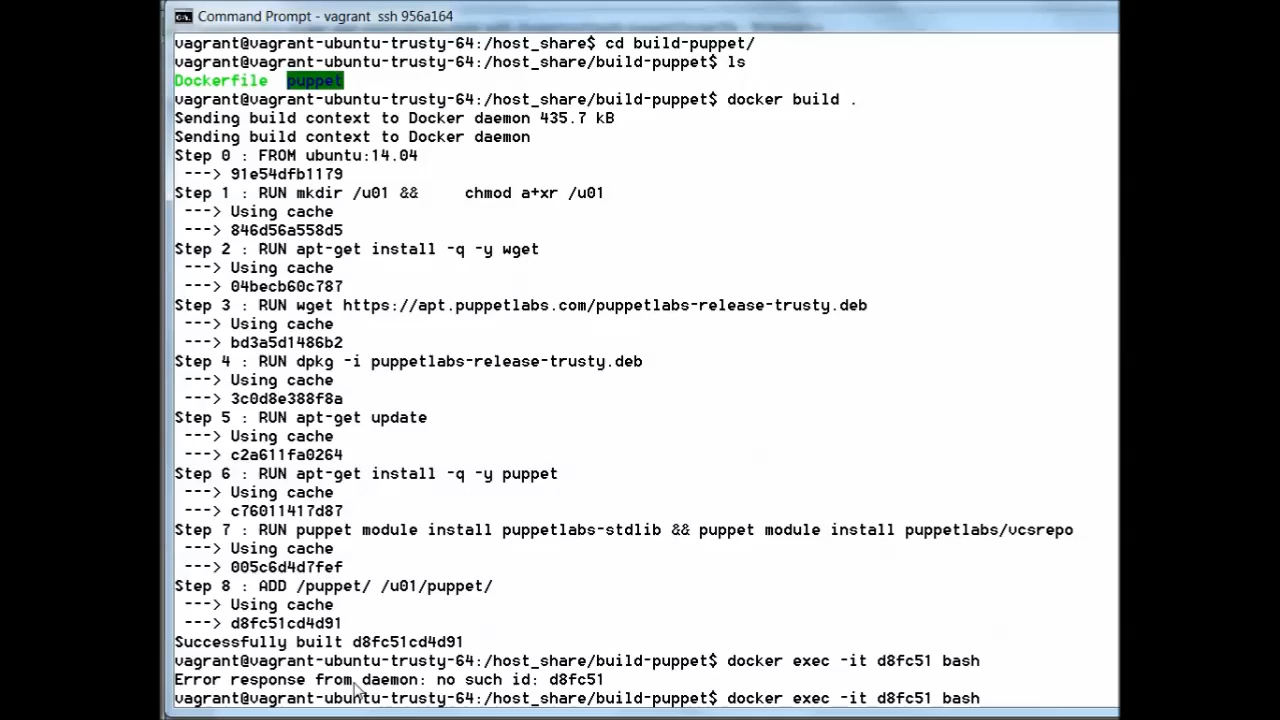 Command Prompt - vagrant  ssh 956a164
vagrant@vagrant-ubuntu-trusty-64:/host_share$ cd build-puppet/
vagrant@vagrant-ubuntu-trusty-64:/host_share/build-puppet$ ls
Dockerfile  puppet
vagrant@vagrant-ubuntu-trusty-64:/host_share/build-puppet$ docker build .
Sending build context to Docker daemon 435.7 kB
Sending build context to Docker daemon
Step 0 : FROM ubuntu:14.04
 ---> 91e54dfb1179
Step 1 : RUN mkdir /u01 &&     chmod a+xr /u01
 ---> Using cache
 ---> 846d56a558d5
Step 2 : RUN apt-get install -q -y wget
 ---> Using cache
 ---> 04becb60c787
Step 3 : RUN wget https://apt.puppetlabs.com/puppetlabs-release-trusty.deb
 ---> Using cache
 ---> bd3a5d1486b2
Step 4 : RUN dpkg -i puppetlabs-release-trusty.deb
 ---> Using cache
 ---> 3c0d8e388f8a
Step 5 : RUN apt-get update
 ---> Using cache
 ---> c2a611fa0264
Step 6 : RUN apt-get install -q -y puppet
 ---> Using cache
 ---> c76011417d87
Step 7 : RUN puppet module install puppetlabs-stdlib && puppet module install puppetlabs/vcsrepo
 ---> Using cache
 ---> 005c6d4d7fef
Step 8 : ADD /puppet/ /u01/puppet/
 ---> Using cache
 ---> d8fc51cd4d91
Successfully built d8fc51cd4d91
vagrant@vagrant-ubuntu-trusty-64:/host_share/build-puppet$ docker exec -it d8fc51 bash
Error response from daemon: no such id: d8fc51
vagrant@vagrant-ubuntu-trusty-64:/host_share/build-puppet$ docker exec -it d8fc51 bash